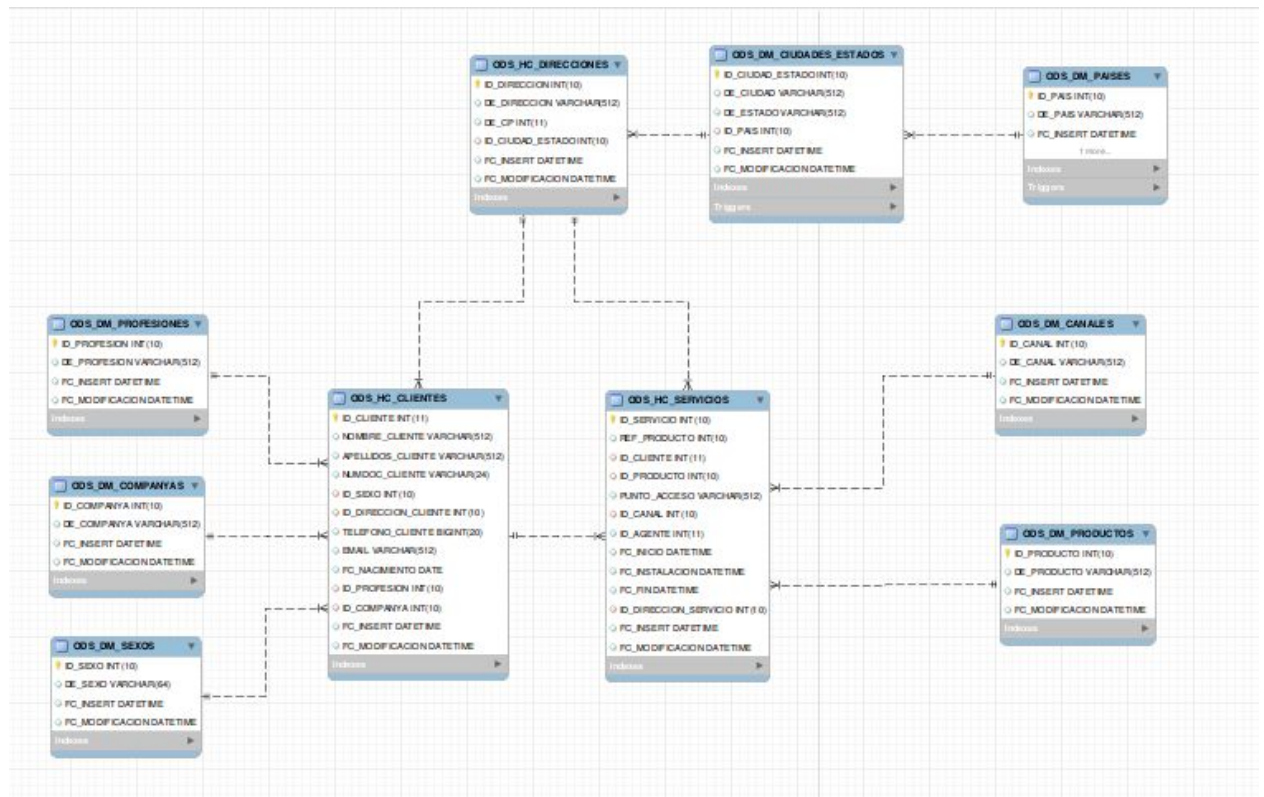 ODS_HC_DIRECCIONES
ID_DIRECCION INT(10)
DE_DIRECCION VARCHAR(512)
DE_CP INT(11)
ID_CIUDAD_ESTADO INT(10)
FC_INSERT DATETIME
FC_MODIFICACION DATETIME
Indexes
ODS_DM_CIUDADES_ESTADOS
ID_CIUDAD_ESTADO INT(10)
DE_CIUDAD VARCHAR(512)
DE_ESTADO VARCHAR(512)
ID_PAIS INT(10)
FC_INSERT DATETIME
FC_MODIFICACION DATETIME
Indexes
Triggers
ODS_DM_PAISES
ID_PAIS INT(10)
DE_PAIS VARCHAR(512)
FC_INSERT DATETIME
1 more...
Indexes
Triggers
ODS_DM_PROFESIONES
ID_PROFESION INT(10)
DE_PROFESION VARCHAR(512)
FC_INSERT DATETIME
FC_MODIFICACION DATETIME
Indexes
ODS_DM_COMPANYAS
ID_COMPANYA INT(10)
DE_COMPANYA VARCHAR(512)
FC_INSERT DATETIME
FC_MODIFICACION DATETIME
Indexes
ODS_DM_SEXOS
ID_SEXO INT(10)
DE_SEXO VARCHAR(64)
FC_INSERT DATETIME
FC_MODIFICACION DATETIME
Indexes
ODS_HC_CLIENTES
ID_CLIENTE INT(11)
NOMBRE_CLIENTE VARCHAR(512)
APELLIDOS_CLIENTE VARCHAR(512)
NUMDOC_CLIENTE VARCHAR(24)
ID_SEXO INT(10)
ID_DIRECCION_CLIENTE INT(10)
TELEFONO_CLIENTE BIGINT(20)
EMAIL VARCHAR(512)
FC_NACIMIENTO DATE
ID_PROFESION INT(10)
ID_COMPANYA INT(10)
FC_INSERT DATETIME
FC_MODIFICACION DATETIME
Indexes
ODS_HC_SERVICIOS
ID_SERVICIO INT(10)
REF_PRODUCTO INT(10)
ID_CLIENTE INT(11)
ID_PRODUCTO INT(10)
PUNTO_ACCESO VARCHAR(512)
ID_CANAL INT(10)
ID_AGENTE INT(11)
FC_INICIO DATETIME
FC_INSTALACION DATETIME
FC_FIN DATETIME
ID_DIRECCION_SERVICIO INT(10)
FC_INSERT DATETIME
FC_MODIFICACION DATETIME
Indexes
ODS_DM_CANALES
ID_CANAL INT(10)
DE_CANAL VARCHAR(512)
FC_INSERT DATETIME
FC_MODIFICACION DATETIME
Indexes
ODS_DM_PRODUCTOS
ID_PRODUCTO INT(10)
DE_PRODUCTO VARCHAR(512)
FC_INSERT DATETIME
FC_MODIFICACION DATETIME
Indexes